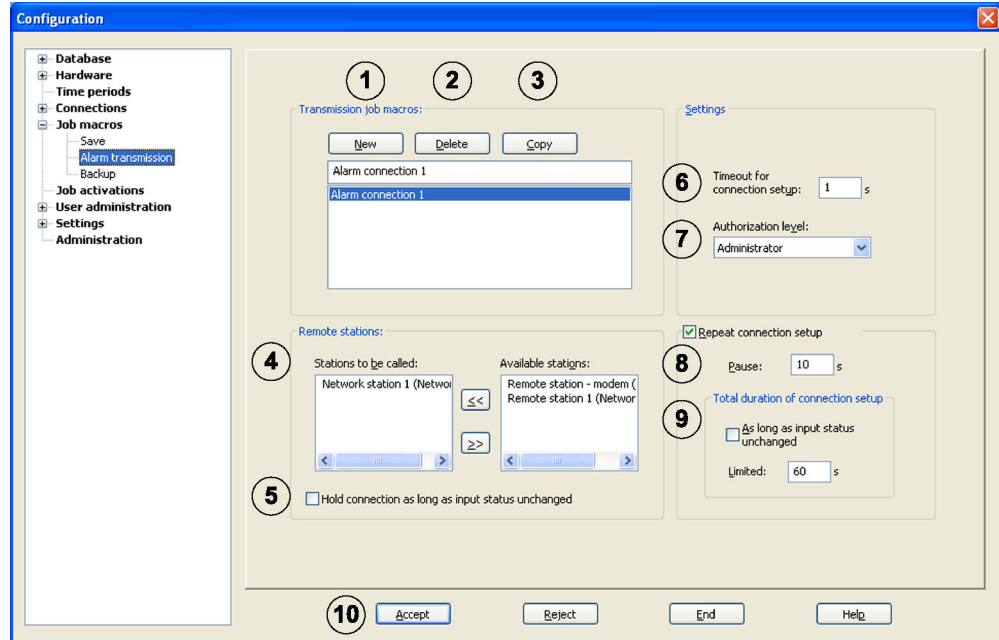 Configuration
Database
Hardware
Time periods
Connections
Job macros
Save
Alarm transmission
Backup
Job activations
User administration
Settings
Administration
1
2
3
Transmission job macros:
New
Delete
Copy
Alarm connection 1
Alarm connection 1
Settings
6
Timeout for
connection setup:
1
s
7
Authorization level:
Administrator
Remote stations:
4
Stations to be called:
Network station 1 (Networ
<<
>>
Available stations:
Remote station - modem (
Remote station 1 (Networ
5
Hold connection as long as input status unchanged
Repeat connection setup
8
Pause:
10
s
Total duration of connection setup
9
As long as input status
unchanged
Limited:
60
s
10
Accept
Reject
End
Help